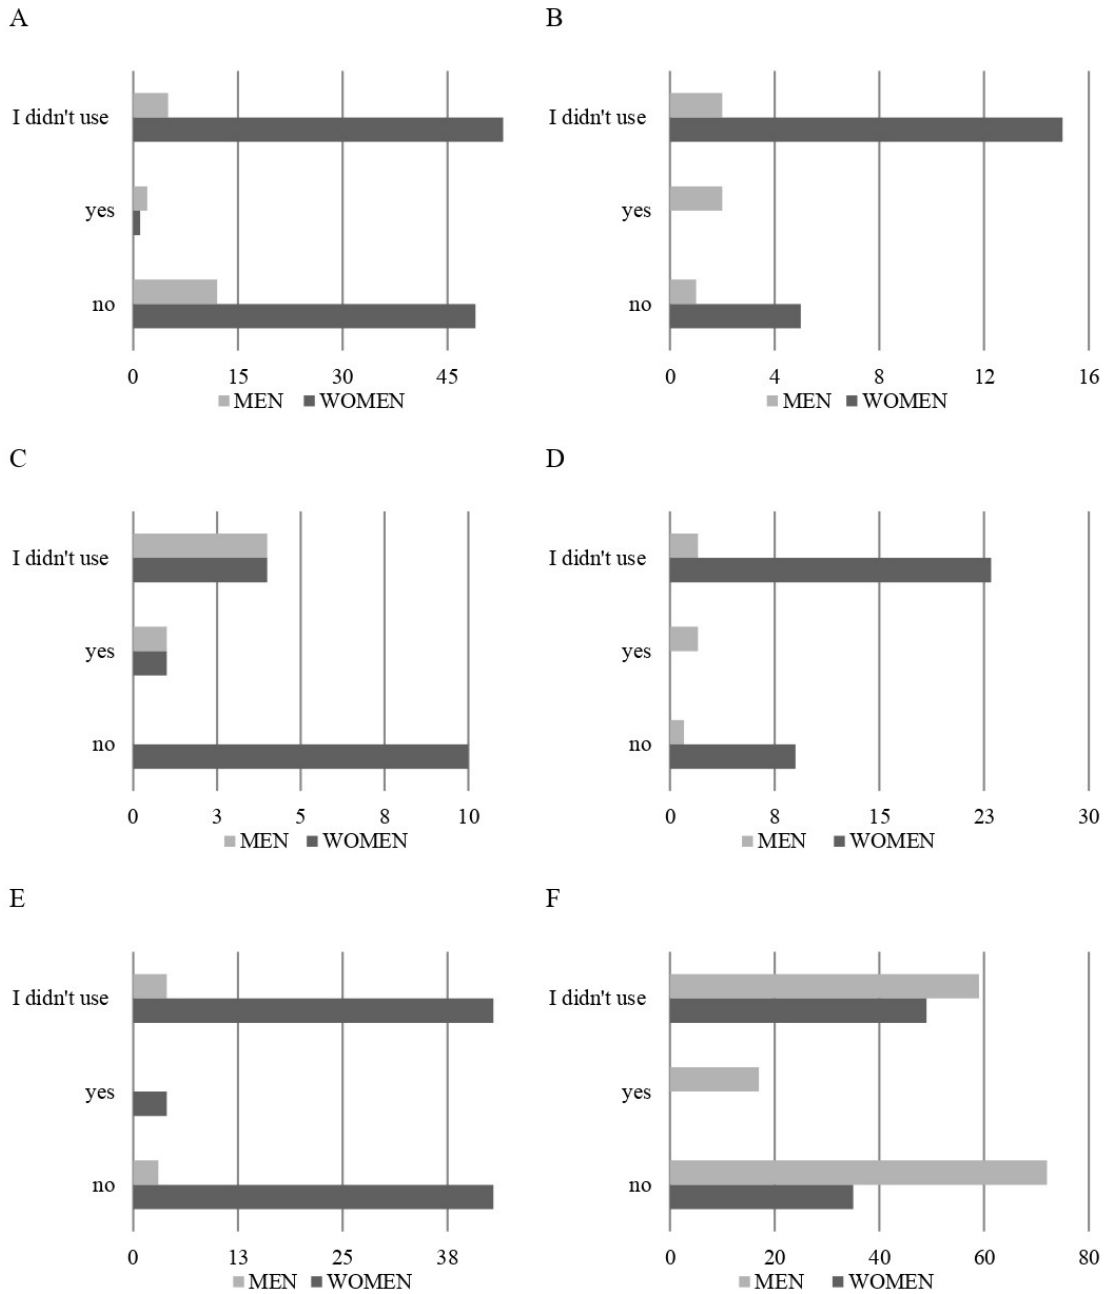 A
I didn't use
yes
no
0 15 30 45
MEN WOMEN
B
I didn't use
yes
no
0 4 8 12 16
MEN WOMEN
C
I didn't use
yes
no
0 3 5 8 10
MEN WOMEN
D
I didn't use
yes
no
0 8 15 23 30
MEN WOMEN
E
I didn't use
yes
no
0 13 25 38
MEN WOMEN
F
I didn't use
yes
no
0 20 40 60 80
MEN WOMEN